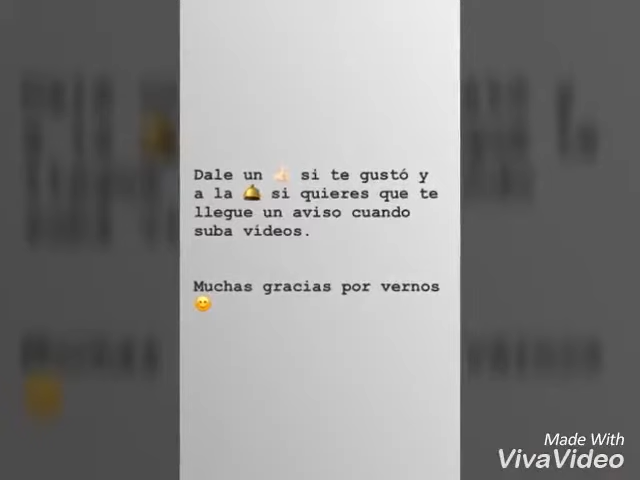 Dale un 👍🏻 si te gustó y
a la 🛎️ si quieres que te
llegue un aviso cuando
suba videos.
Muchas gracias por vernos
😊
Made With
VivaVideo